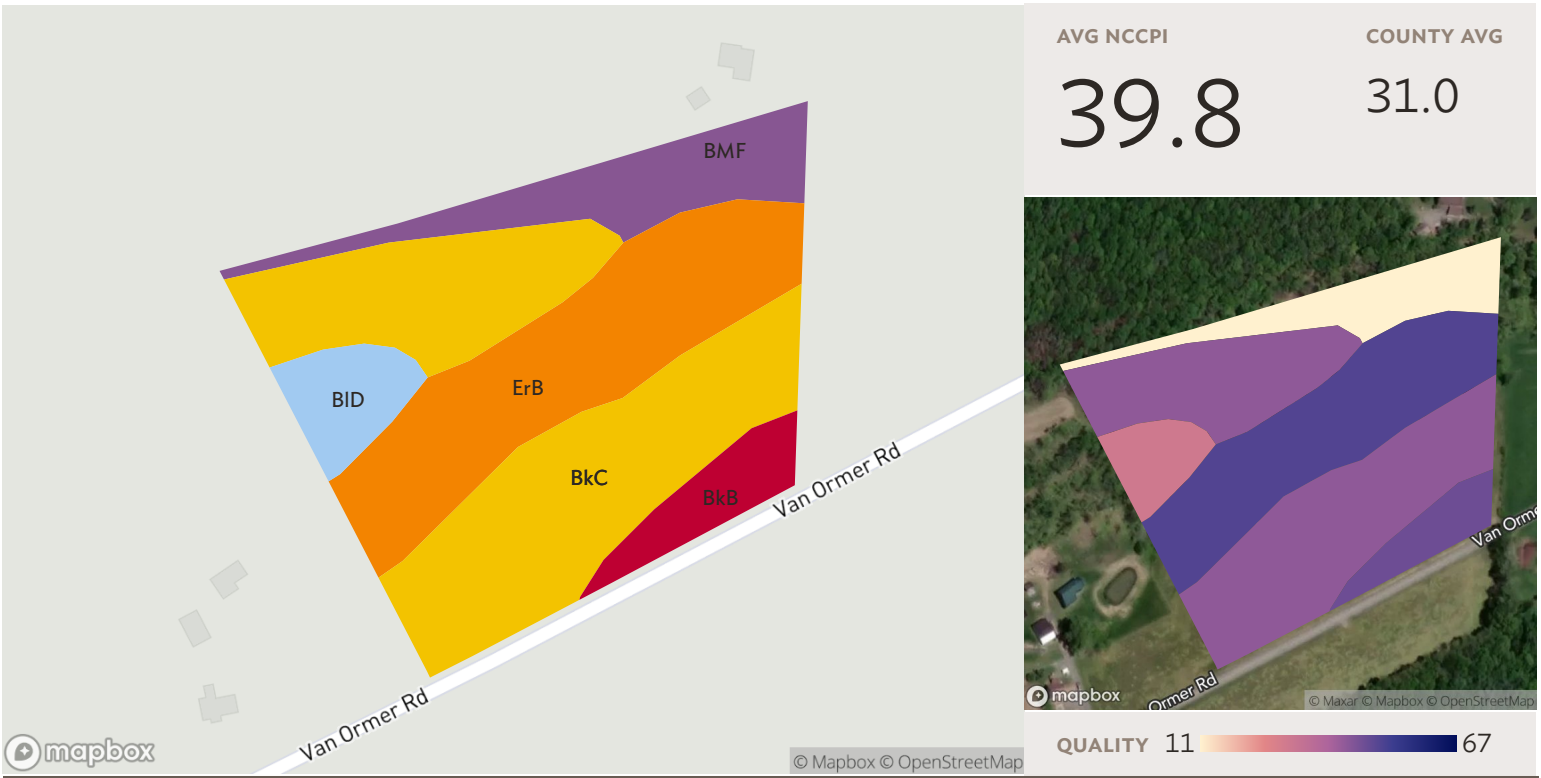 BMF
BlD
ErB
BkC
BkB
Van Ormer Rd
Van Ormer Rd
mapbox
© Mapbox © OpenStreetMap
AVG NCCPI
COUNTY AVG
39.8
31.0
Van Orme
Ormer Rd
mapbox
© Maxar © Mapbox © OpenStreetMap
QUALITY 11 67